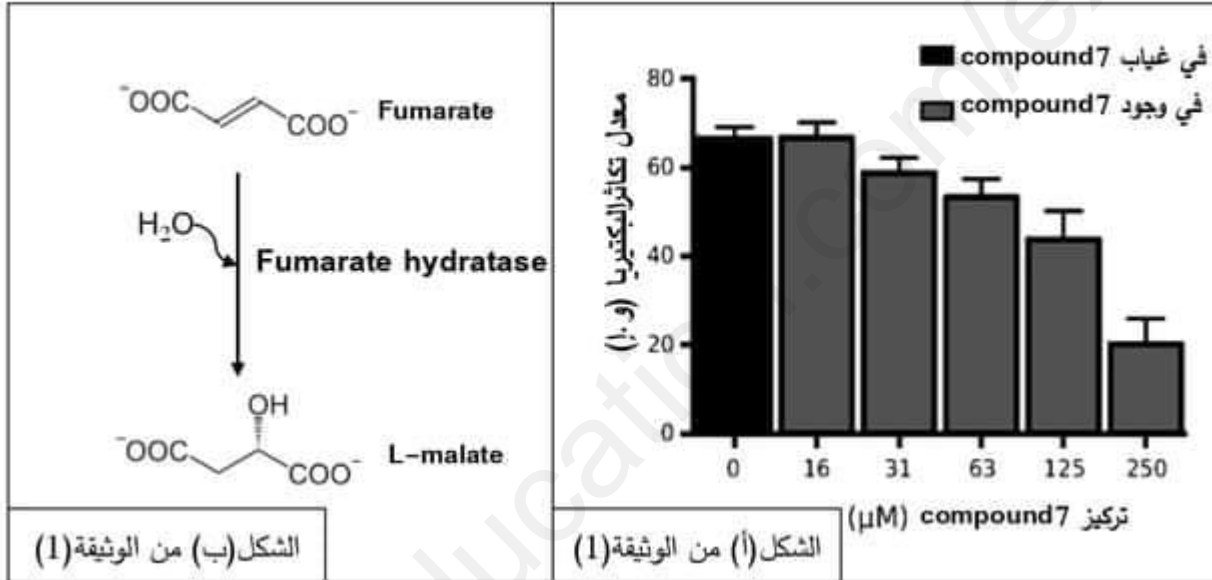 في غياب compound7
في وجود compound7
معدل تكاثرالبكتيريا (و.إ)
80
60
40
20
0
0 16 31 63 125 250
تركيز compound7 (µM)
الشكل(أ) من الوثيقة(1)
⁻OOC COO⁻ Fumarate
H₂O
Fumarate hydratase
OH
⁻OOC COO⁻ L-malate
الشكل(ب) من الوثيقة(1)